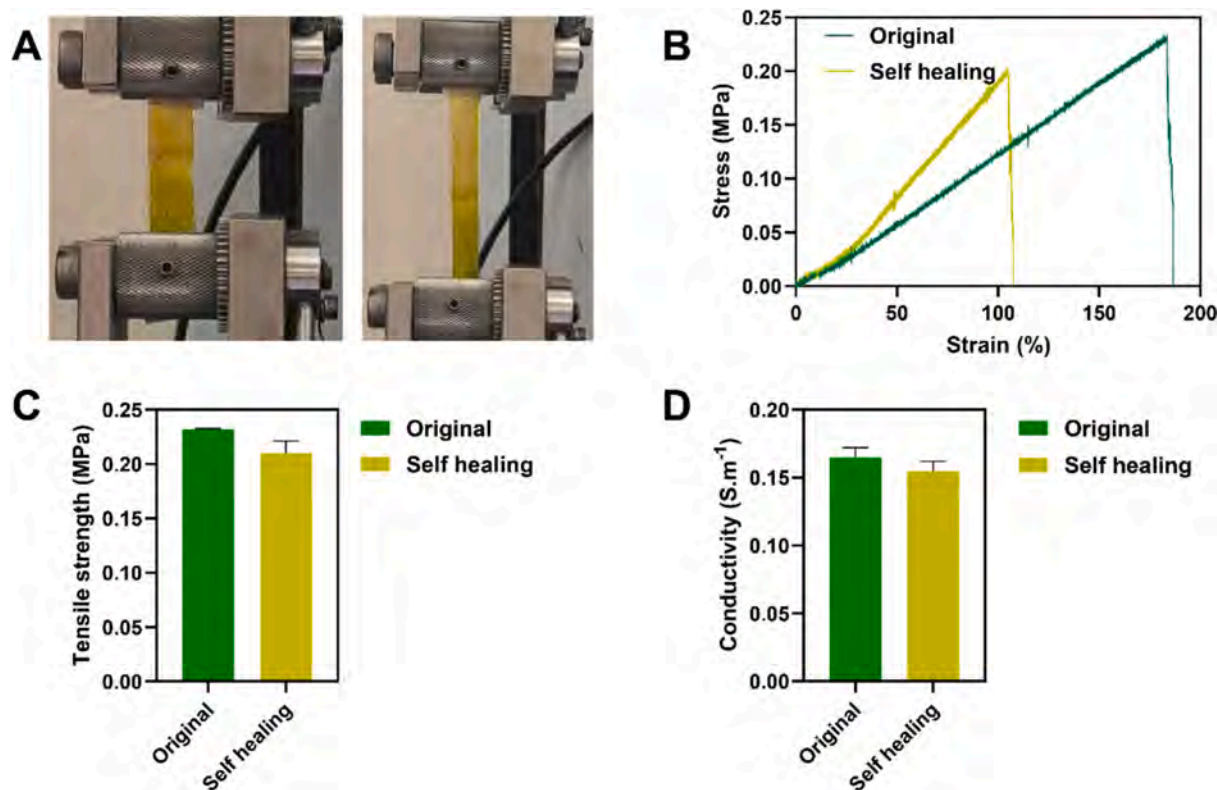 A
B
0.25
0.20
0.15
0.10
0.05
0.00
Stress (MPa)
Original
Self healing
0
50
100
150
200
Strain (%)
C
0.25
0.20
0.15
0.10
0.05
0.00
Tensile strength (MPa)
Original
Self healing
Original
Self healing
D
0.20
0.15
0.10
0.05
0.00
Conductivity (S.m⁻¹)
Original
Self healing
Original
Self healing